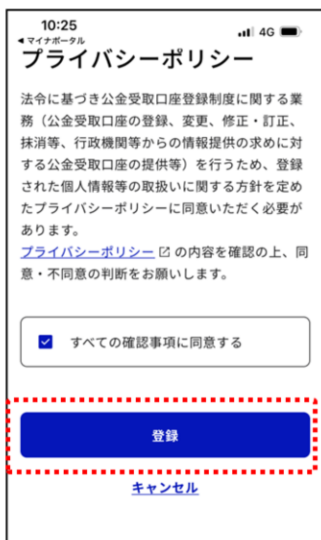 10:25
4G
◀マイナポータル
プライバシーポリシー
法令に基づき公金受取口座登録制度に関する業
務（公金受取口座の登録、変更、修正・訂正、
抹消等、行政機関等からの情報提供の求めに対
する公金受取口座の提供等）を行うため、登録
された個人情報等の取扱いに関する方針を定め
たプライバシーポリシーに同意いただく必要が
あります。
プライバシーポリシー の内容を確認の上、同
意・不同意の判断をお願いします。
すべての確認事項に同意する
登録
キャンセル